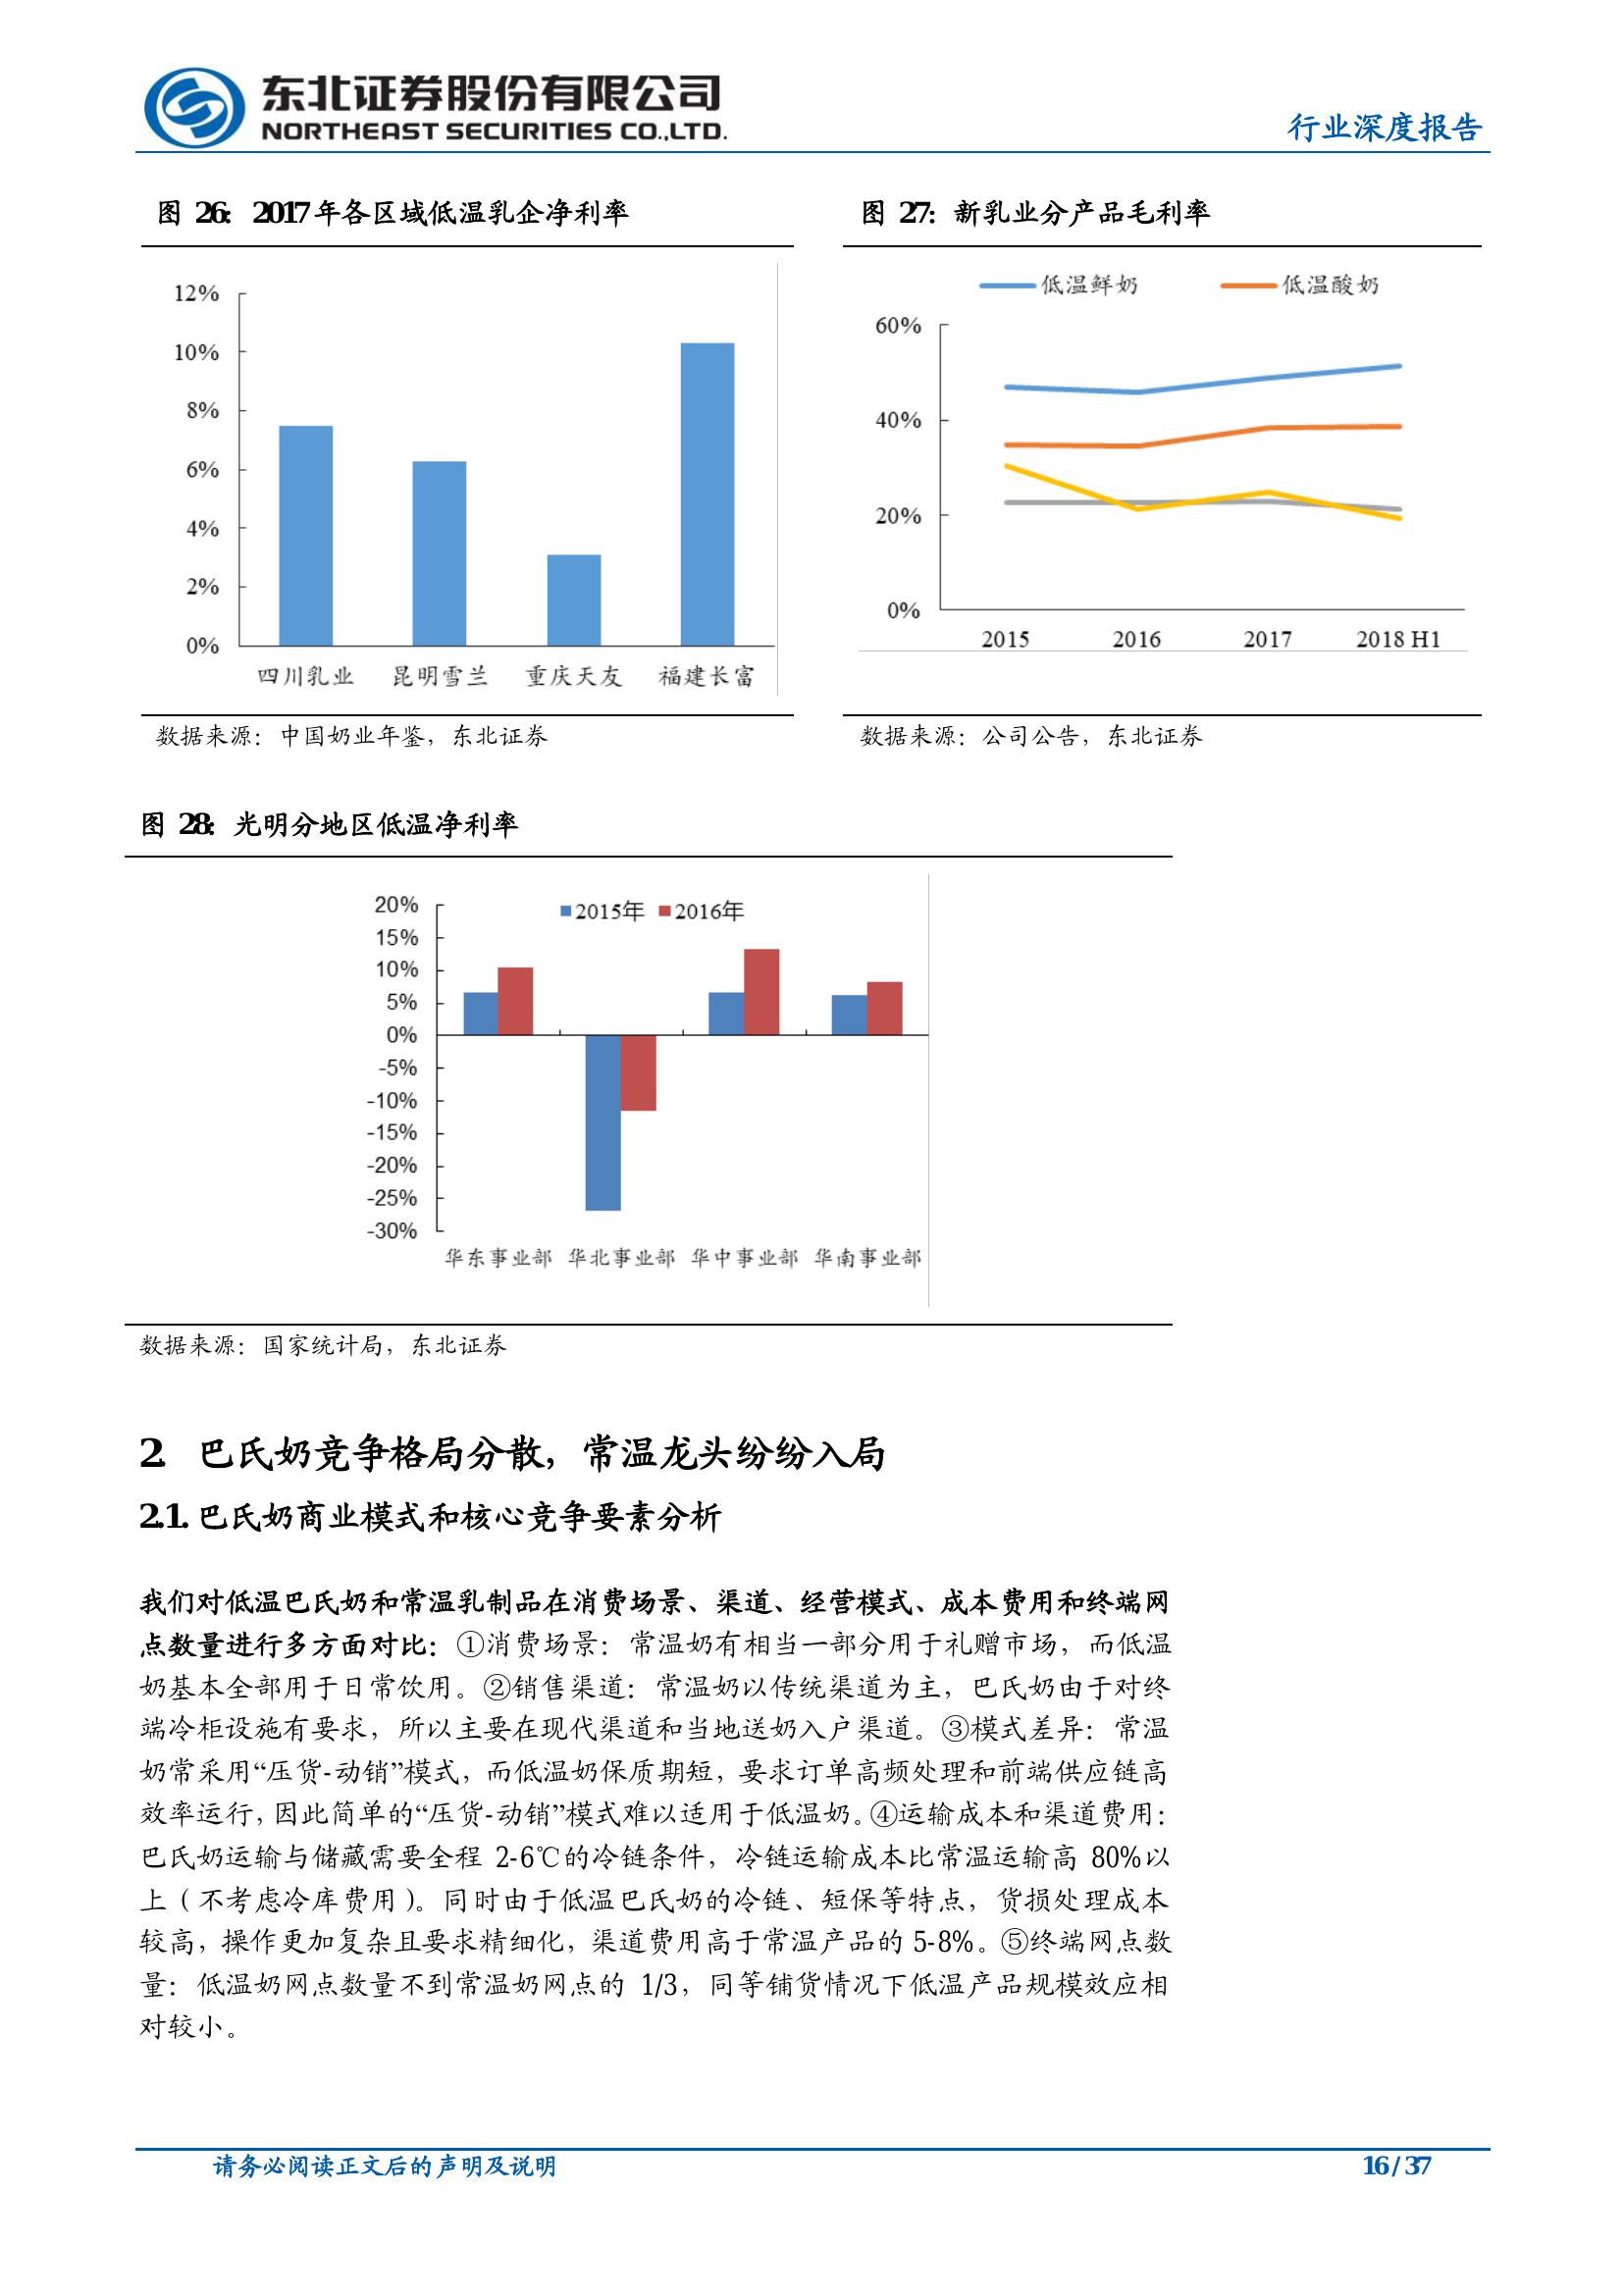 东北证券股份有限公司
NORTHEAST SECURITIES CO.,LTD.
行业深度报告
图 26: 2017年各区域低温乳企净利率
12%
10%
8%
6%
4%
2%
0%
四川乳业 昆明雪兰 重庆天友 福建长富
数据来源：中国奶业年鉴，东北证券
图 27: 新乳业分产品毛利率
低温鲜奶 低温酸奶
60%
40%
20%
0%
2015 2016 2017 2018 H1
数据来源：公司公告，东北证券
图 28: 光明分地区低温净利率
2015年 2016年
20%
15%
10%
5%
0%
-5%
-10%
-15%
-20%
-25%
-30%
华东事业部 华北事业部 华中事业部 华南事业部
数据来源：国家统计局，东北证券
2. 巴氏奶竞争格局分散，常温龙头纷纷入局
2.1. 巴氏奶商业模式和核心竞争要素分析
我们对低温巴氏奶和常温乳制品在消费场景、渠道、经营模式、成本费用和终端网
点数量进行多方面对比：①消费场景：常温奶有相当一部分用于礼赠市场，而低温
奶基本全部用于日常饮用。②销售渠道：常温奶以传统渠道为主，巴氏奶由于对终
端冷柜设施有要求，所以主要在现代渠道和当地送奶入户渠道。③模式差异：常温
奶常采用“压货-动销”模式，而低温奶保质期短，要求订单高频处理和前端供应链高
效率运行，因此简单的“压货-动销”模式难以适用于低温奶。④运输成本和渠道费用：
巴氏奶运输与储藏需要全程 2-6℃的冷链条件，冷链运输成本比常温运输高 80%以
上（不考虑冷库费用）。同时由于低温巴氏奶的冷链、短保等特点，货损处理成本
较高，操作更加复杂且要求精细化，渠道费用高于常温产品的 5-8%。⑤终端网点数
量：低温奶网点数量不到常温奶网点的 1/3，同等铺货情况下低温产品规模效应相
对较小。
请务必阅读正文后的声明及说明
16 / 37